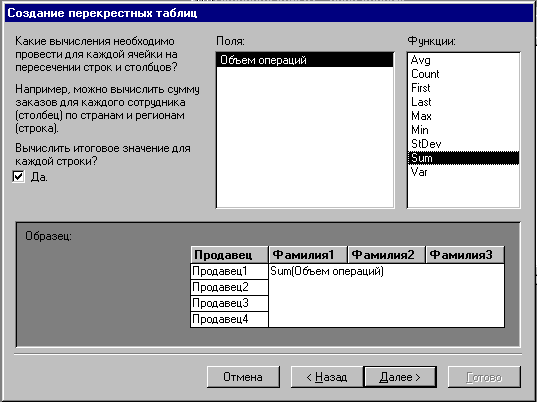 Создание перекрестных таблиц
Какие вычисления необходимо
провести для каждой ячейки на
пересечении строк и столбцов?
Например, можно вычислить сумму
заказов для каждого сотрудника
(столбец) по странам и регионам
(строка).
Вычислить итоговое значение для
каждой строки?
Да.
Поля:
Объем операций
Функции:
Avg
Count
First
Last
Max
Min
StDev
Sum
Var
Образец:
Продавец Фамилия1 Фамилия2 Фамилия3
Продавец1 Sum(Объем операций)
Продавец2
Продавец3
Продавец4
Отмена < Назад Далее > Готово